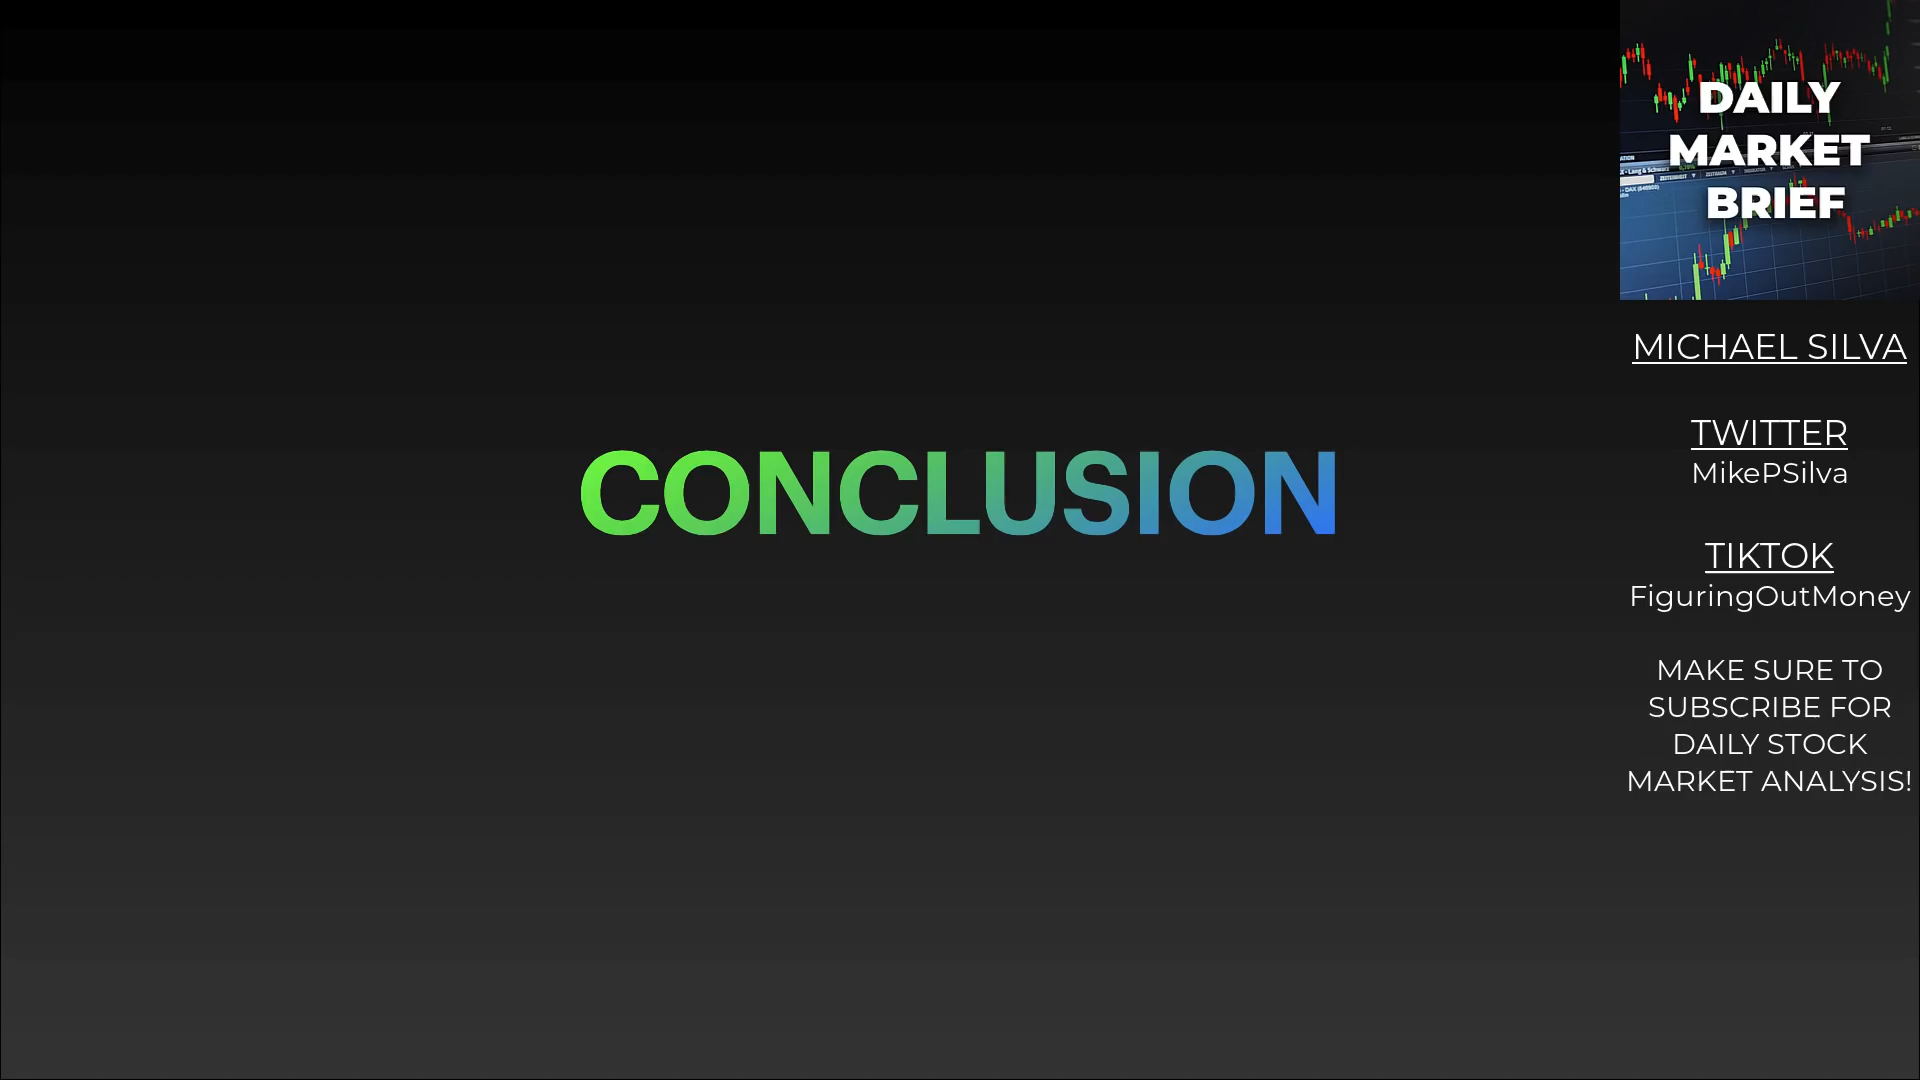 CONCLUSION
DAILY
MARKET
BRIEF
MICHAEL SILVA
TWITTER
MikePSilva
TIKTOK
FiguringOutMoney
MAKE SURE TO
SUBSCRIBE FOR
DAILY STOCK
MARKET ANALYSIS!